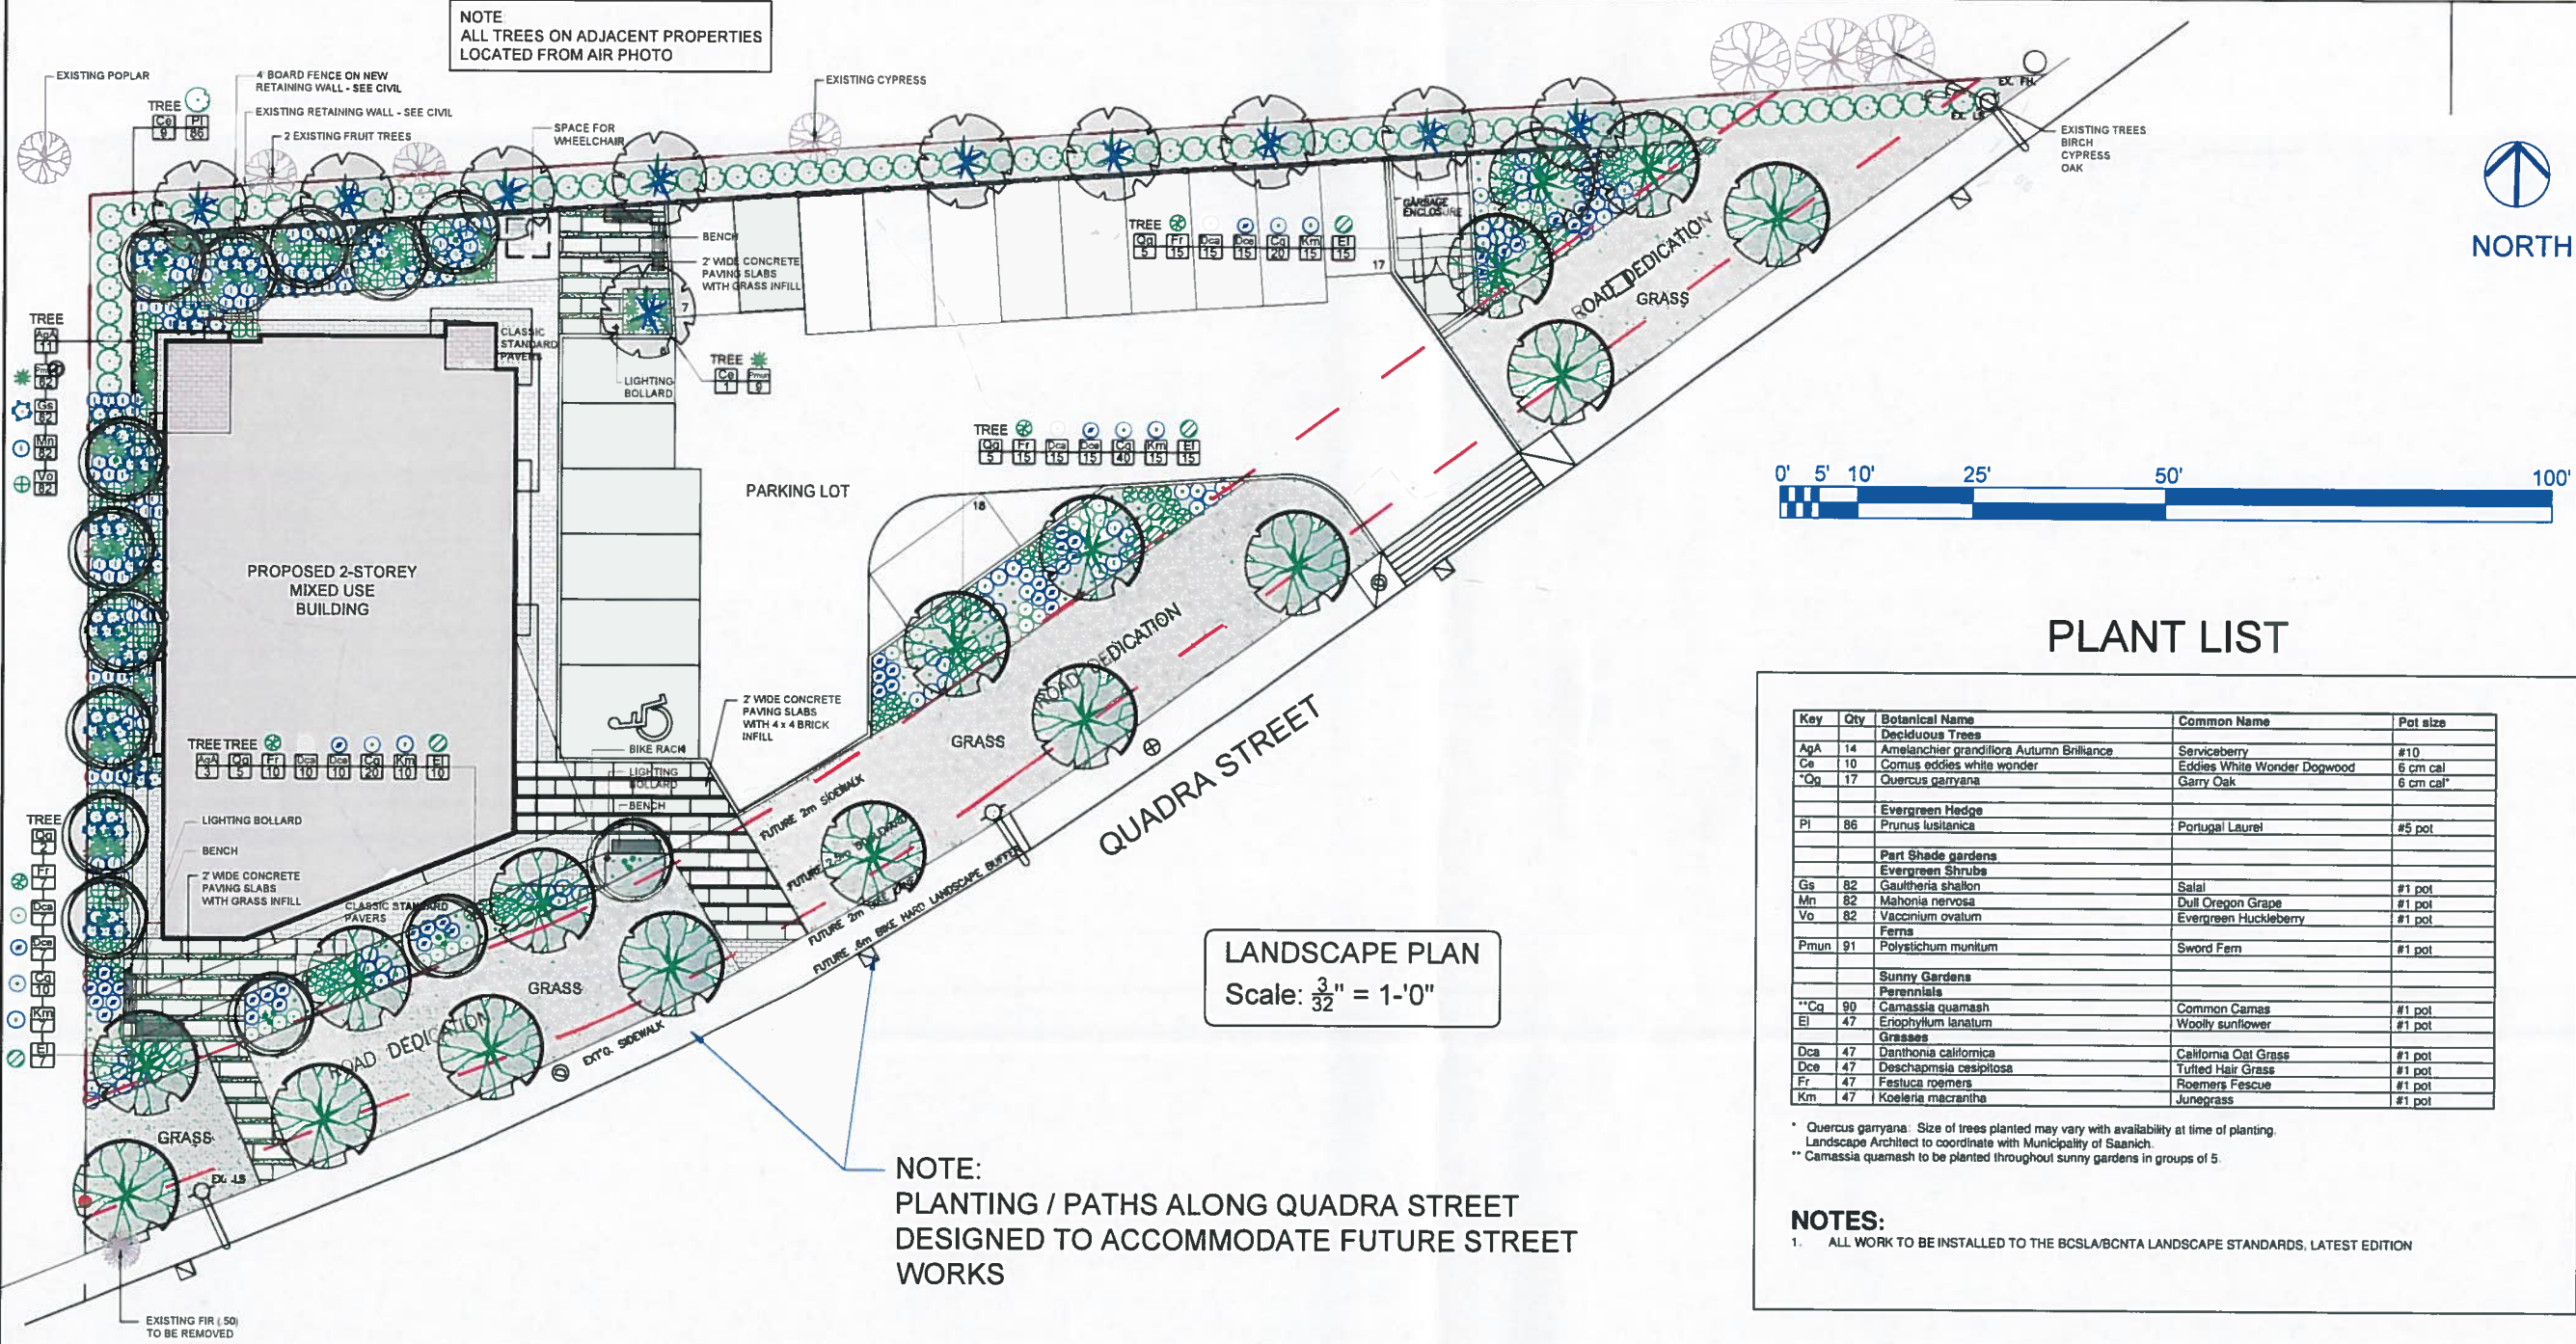 NOTE
ALL TREES ON ADJACENT PROPERTIES
LOCATED FROM AIR PHOTO
EXISTING POPLAR
4' BOARD FENCE ON NEW
RETAINING WALL - SEE CIVIL
EXISTING RETAINING WALL - SEE CIVIL
2 EXISTING FRUIT TREES
TREE
Ce Pl
9 86
SPACE FOR
WHEELCHAIR
EXISTING CYPRESS
EX. FH.
EX. LS
EXISTING TREES
BIRCH
CYPRESS
OAK
NORTH
BENCH
2' WIDE CONCRETE
PAVING SLABS
WITH GRASS INFILL
TREE
Qg Fr Dca Dce Cq Km El
5 15 15 15 20 15 15
GARBAGE
ENCLOSURE
17
ROAD DEDICATION
GRASS
TREE
AgA
11
Pmun
82
Gs
82
Mn
82
Vo
82
CLASSIC
STANDARD
PAVERS
7
8
LIGHTING
BOLLARD
TREE
Ce Pmun
1 9
TREE
Qg Fr Dca Dce Cq Km El
5 15 15 15 40 15 15
PARKING LOT
18
0' 5' 10' 25' 50' 100'
PROPOSED 2-STOREY
MIXED USE
BUILDING
ROAD DEDICATION
GRASS
2' WIDE CONCRETE
PAVING SLABS
WITH 4 x 4 BRICK
INFILL
BIKE RACK
LIGHTING
BOLLARD
BENCH
TREE TREE
AgA Qg Fr Dca Dce Cq Km El
3 5 10 10 10 20 10 10
LIGHTING BOLLARD
BENCH
2' WIDE CONCRETE
PAVING SLABS
WITH GRASS INFILL
CLASSIC STANDARD
PAVERS
TREE
Qg
2
Fr
7
Dca
7
Dce
7
Cq
10
Km
7
El
7
FUTURE 2m SIDEWALK
FUTURE 2.5m BOULEVARD
FUTURE 2m BIKE LANE
FUTURE .6m BIKE HARD LANDSCAPE BUFFER
QUADRA STREET
GRASS
ROAD DEDICATION
EXT'G. SIDEWALK
GRASS
EX. LS
EXISTING FIR (.50)
TO BE REMOVED
LANDSCAPE PLAN
Scale: 3/32" = 1-'0"
NOTE:
PLANTING / PATHS ALONG QUADRA STREET
DESIGNED TO ACCOMMODATE FUTURE STREET
WORKS
PLANT LIST
Key Qty Botanical Name Common Name Pot size
Deciduous Trees
AgA 14 Amelanchier grandiflora Autumn Brilliance Serviceberry #10
Ce 10 Cornus eddies white wonder Eddies White Wonder Dogwood 6 cm cal
*Qg 17 Quercus garryana Garry Oak 6 cm cal*
Evergreen Hedge
Pl 86 Prunus lusitanica Portugal Laurel #5 pot
Part Shade gardens
Evergreen Shrubs
Gs 82 Gaultheria shallon Salal #1 pot
Mn 82 Mahonia nervosa Dull Oregon Grape #1 pot
Vo 82 Vaccinium ovatum Evergreen Huckleberry #1 pot
Ferns
Pmun 91 Polystichum munitum Sword Fern #1 pot
Sunny Gardens
Perennials
**Cq 90 Camassia quamash Common Camas #1 pot
El 47 Eriophyllum lanatum Woolly sunflower #1 pot
Grasses
Dca 47 Danthonia californica California Oat Grass #1 pot
Dce 47 Deschapmsia cesipitosa Tufted Hair Grass #1 pot
Fr 47 Festuca roemers Roemers Fescue #1 pot
Km 47 Koeleria macrantha Junegrass #1 pot
* Quercus garryana: Size of trees planted may vary with availability at time of planting.
Landscape Architect to coordinate with Municipality of Saanich.
** Camassia quamash to be planted throughout sunny gardens in groups of 5.
NOTES:
1. ALL WORK TO BE INSTALLED TO THE BCSLA/BCNTA LANDSCAPE STANDARDS, LATEST EDITION